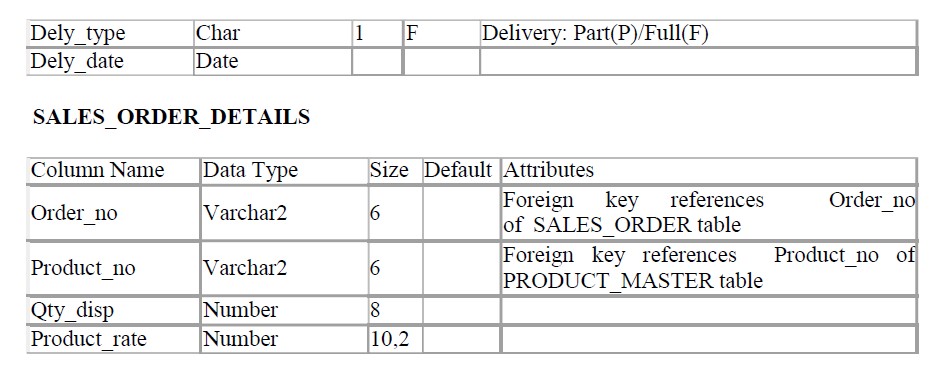 Dely_type Char 1 F Delivery: Part(P)/Full(F)
Dely_date Date
SALES_ORDER_DETAILS
Column Name Data Type Size Default Attributes
Order_no Varchar2 6 Foreign key references Order_no
of SALES_ORDER table
Product_no Varchar2 6 Foreign key references Product_no of
PRODUCT_MASTER table
Qty_disp Number 8
Product_rate Number 10,2